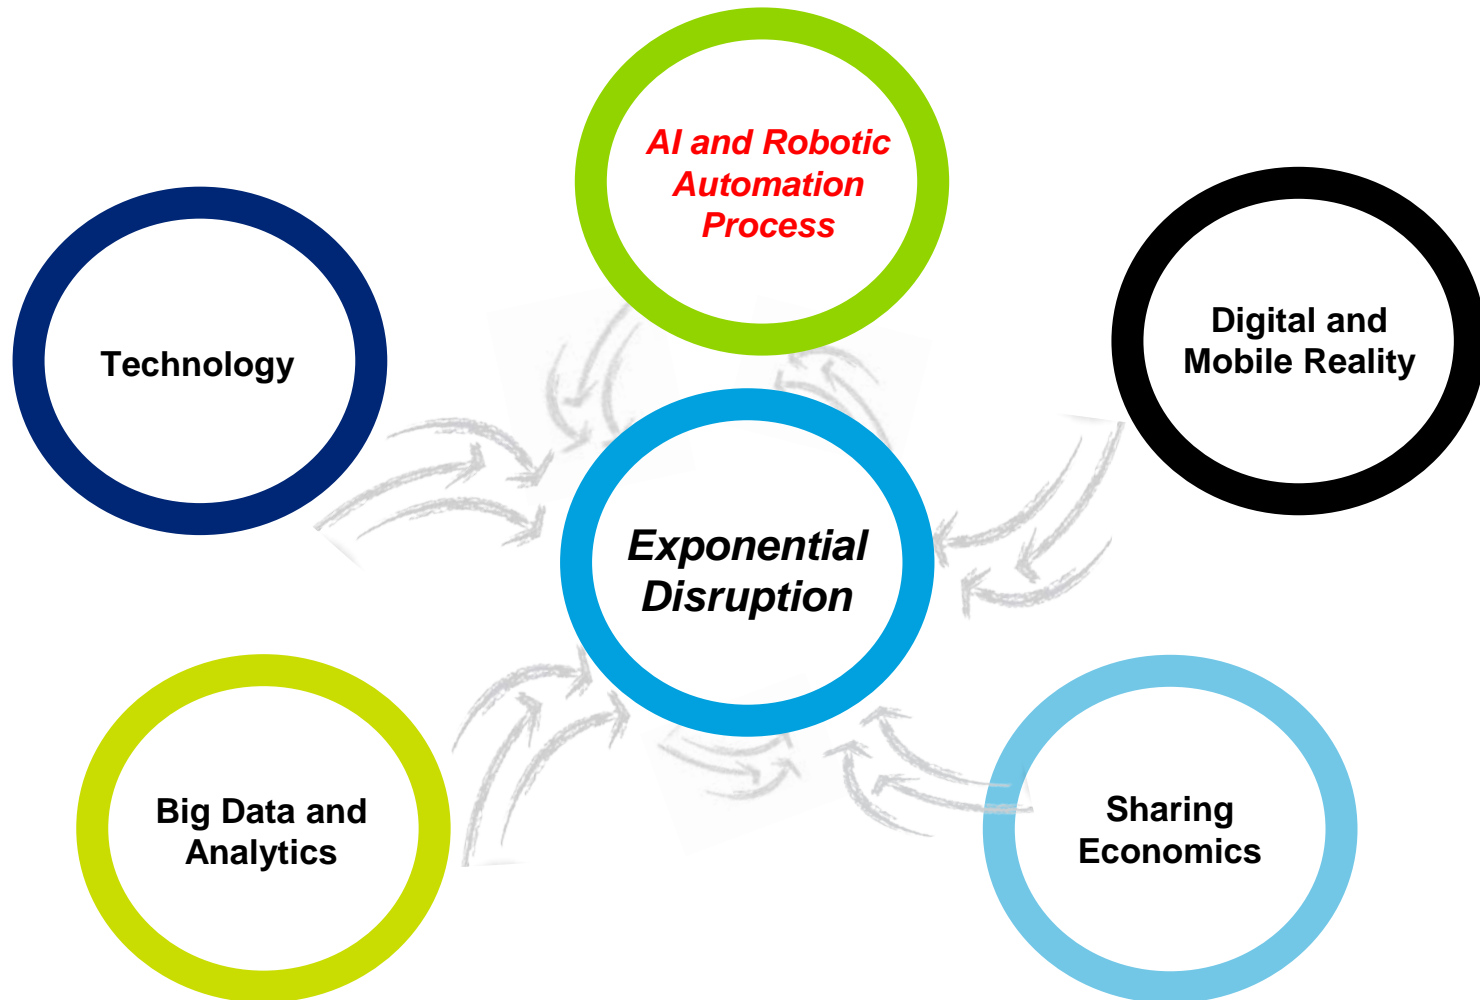 AI and Robotic
Automation
Process
Technology
Digital and
Mobile Reality
Exponential
Disruption
Big Data and
Analytics
Sharing
Economics